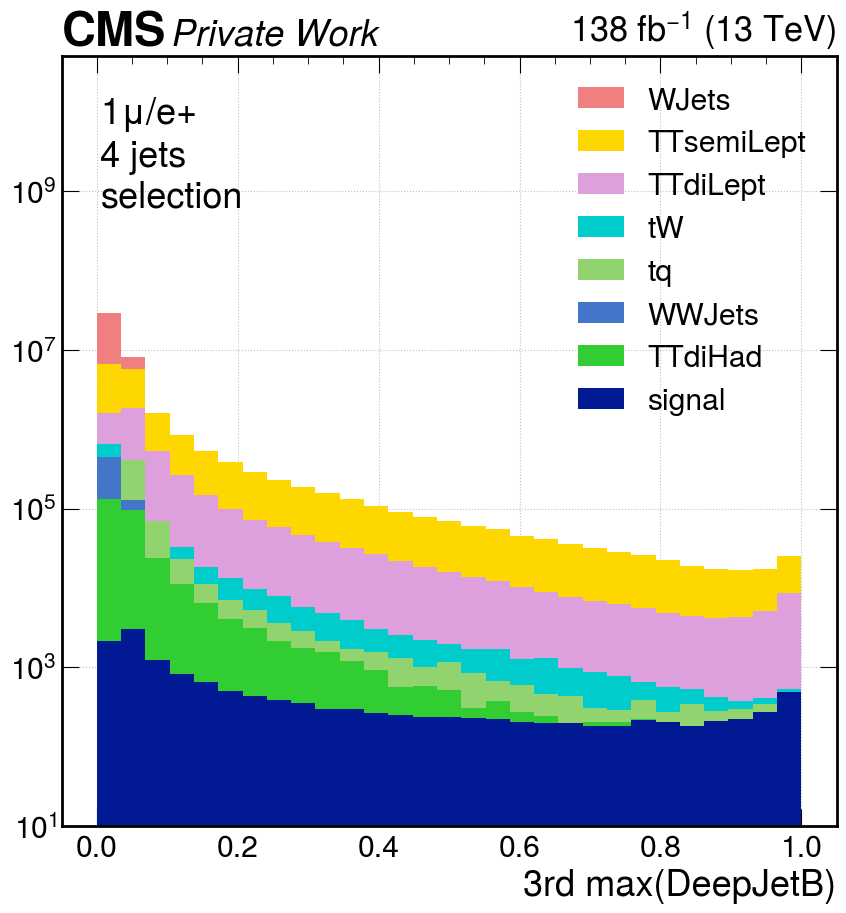 CMS Private Work 138 fb⁻¹ (13 TeV)
1μ/e+
4 jets
selection
WJets
TTsemiLept
TTdiLept
tW
tq
WWJets
TTdiHad
signal
10⁹
10⁷
10⁵
10³
10¹
0.0 0.2 0.4 0.6 0.8 1.0
3rd max(DeepJetB)